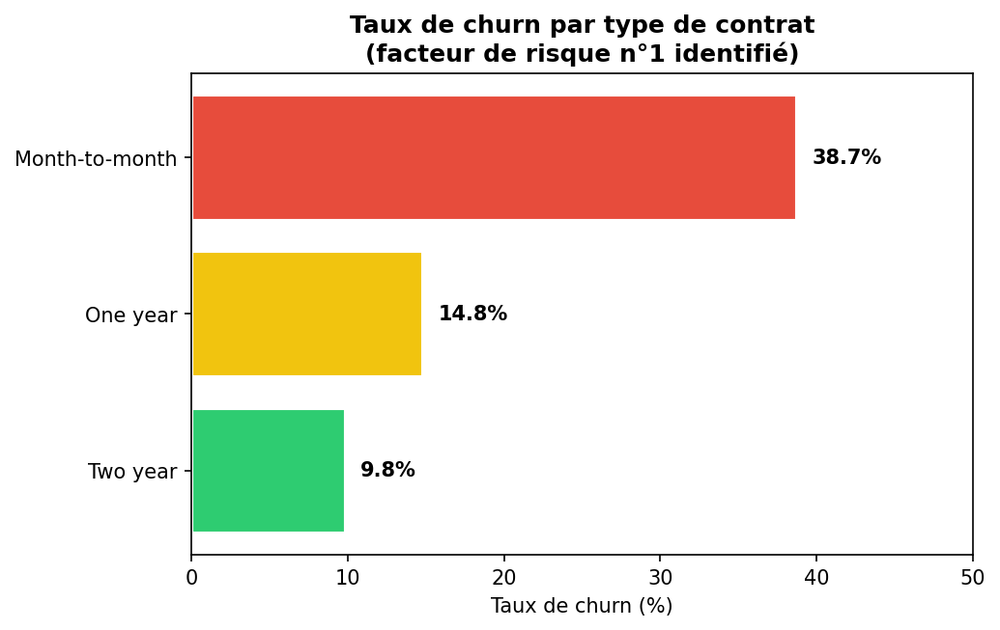 Taux de churn par type de contrat
(facteur de risque n°1 identifié)
Month-to-month
38.7%
One year
14.8%
Two year
9.8%
0 10 20 30 40 50
Taux de churn (%)